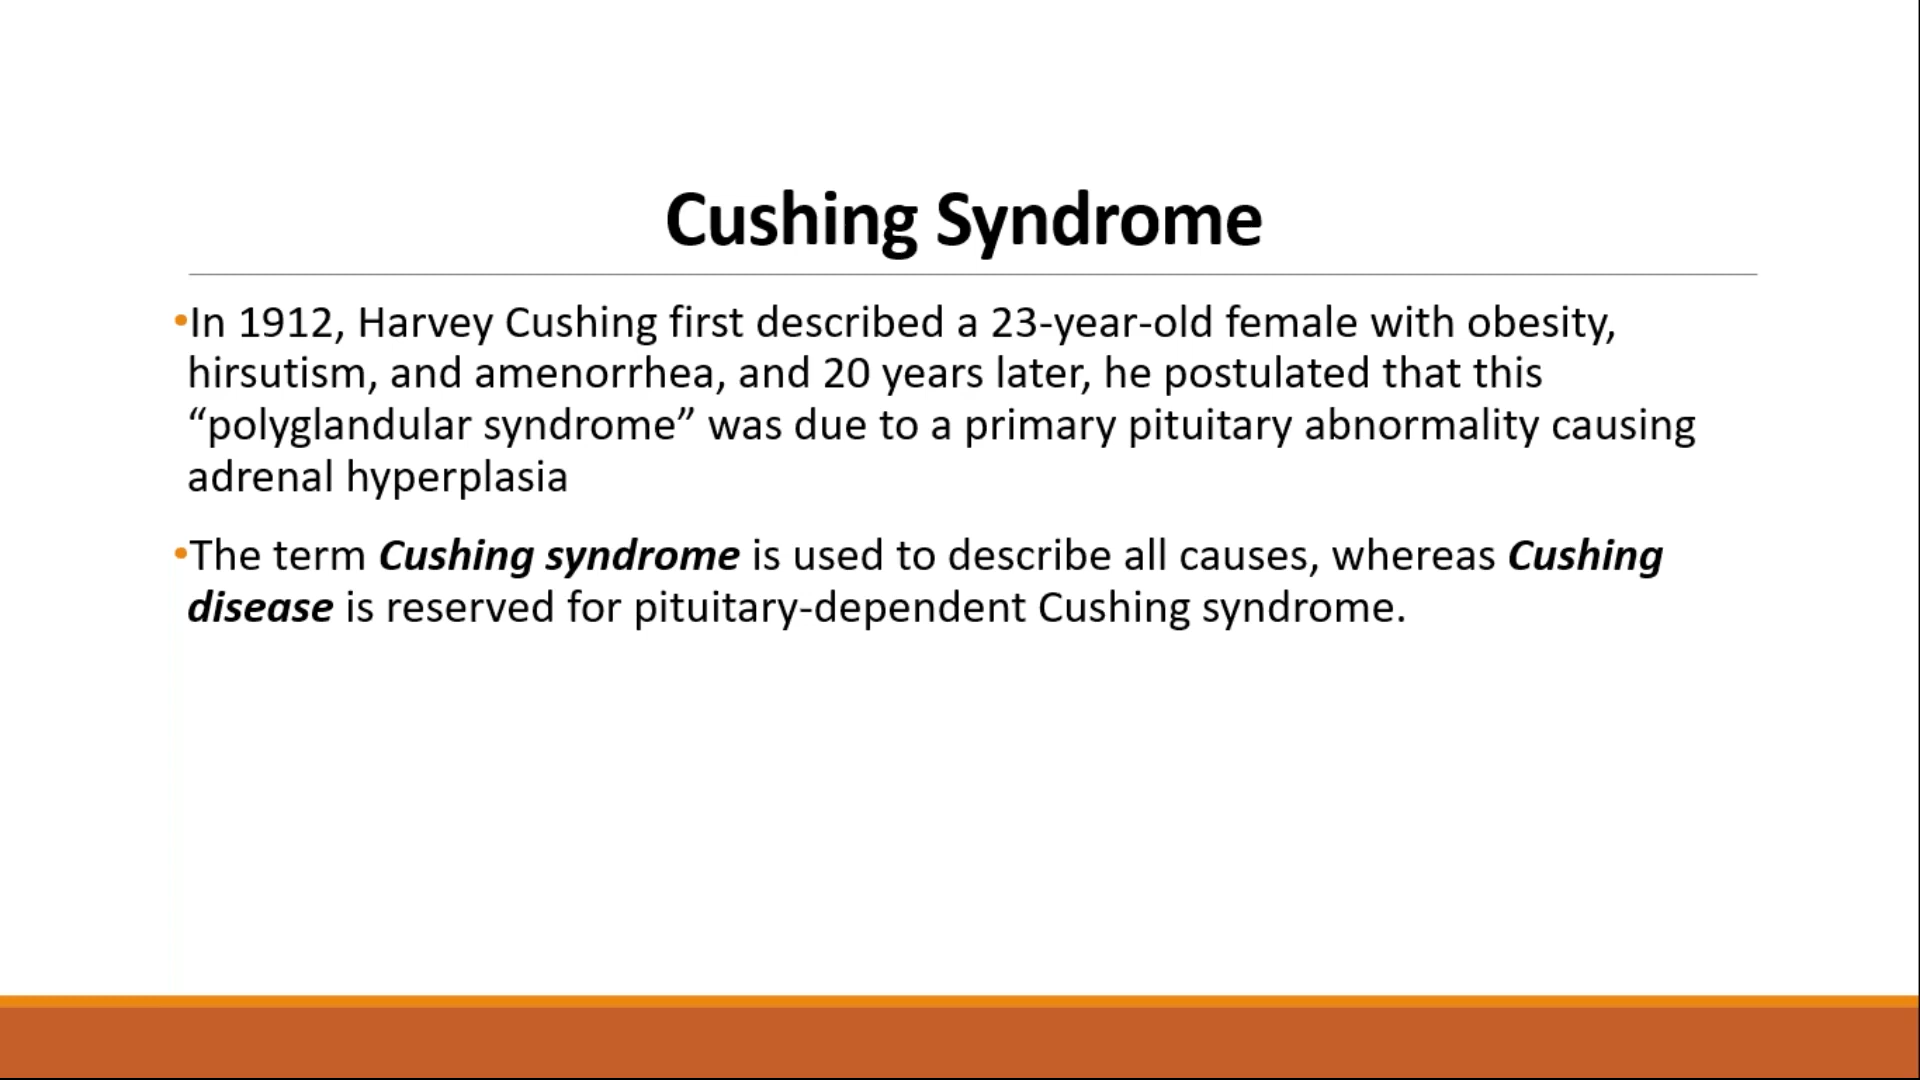 Cushing Syndrome
•In 1912, Harvey Cushing first described a 23-year-old female with obesity,
hirsutism, and amenorrhea, and 20 years later, he postulated that this
“polyglandular syndrome” was due to a primary pituitary abnormality causing
adrenal hyperplasia
•The term Cushing syndrome is used to describe all causes, whereas Cushing
disease is reserved for pituitary-dependent Cushing syndrome.